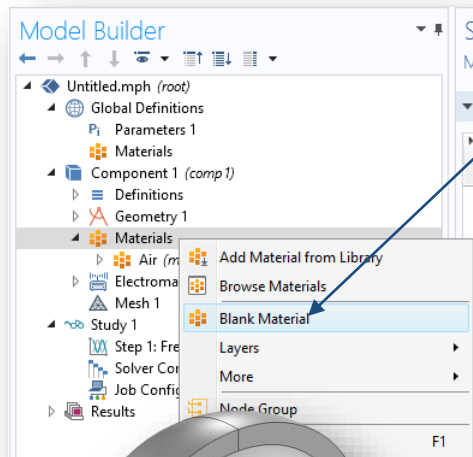 Model Builder
Untitled.mph (root)
Global Definitions
Pi Parameters 1
Materials
Component 1 (comp1)
Definitions
Geometry 1
Materials
Air (m
Electroma
Mesh 1
Study 1
Step 1: Fre
Solver Cor
Job Config
Results
Add Material from Library
Browse Materials
Blank Material
Layers
More
Node Group
F1